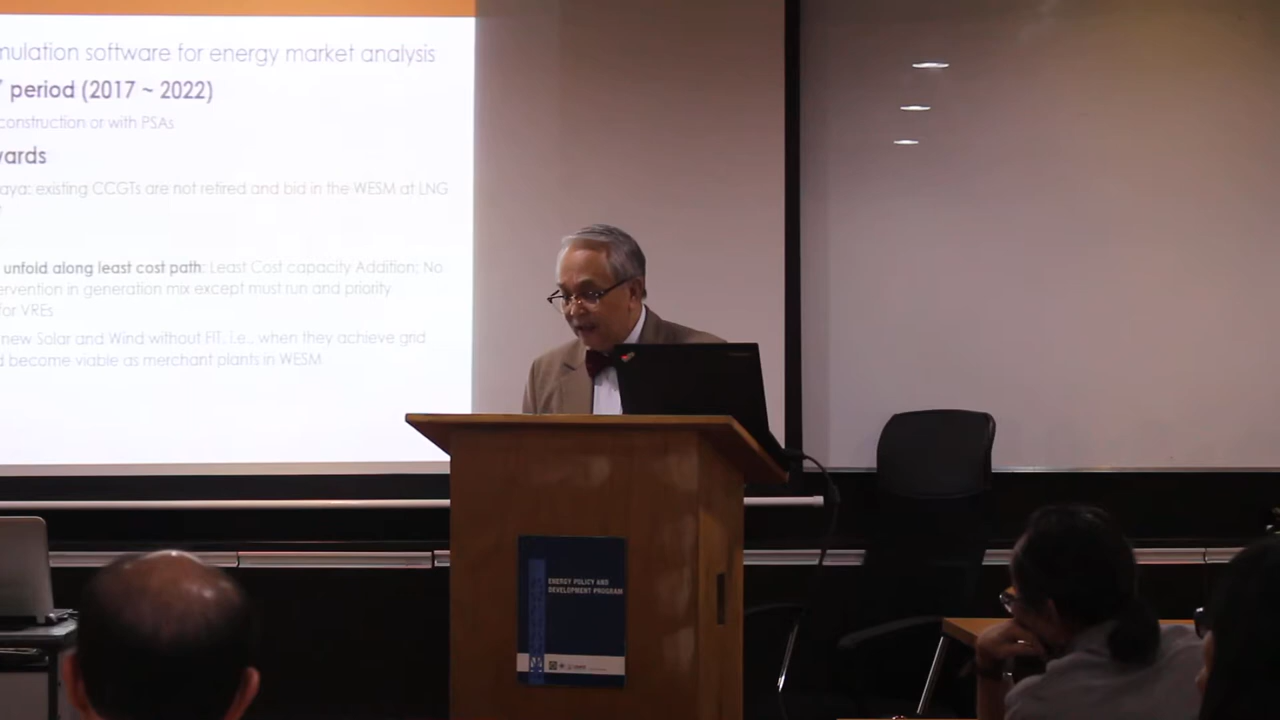 mulation software for energy market analysis
period (2017 ~ 2022)
construction or with PSAs
wards
aya: existing CCGTs are not retired and bid in the WESM at LNG
unfold along least cost path: Least Cost capacity Addition: No
ervention in generation mix except must run and priority
for VREs
new Solar and Wind without FIT, i.e., when they achieve grid
d become viable as merchant plants in WESM
ENERGY POLICY AND
DEVELOPMENT PROGRAM